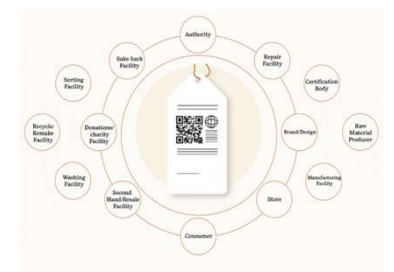 Authority
Sake back
Facility
Repair
Facility
Sorting
Facility
Certification
Body
Recycle/
Remake
Facility
Donations/
charity
Facility
Brand/Design
Raw
Material
Producer
Washing
Facility
Second
Hand/Resale
Facility
Store
Manufacturing
Facility
Consumer